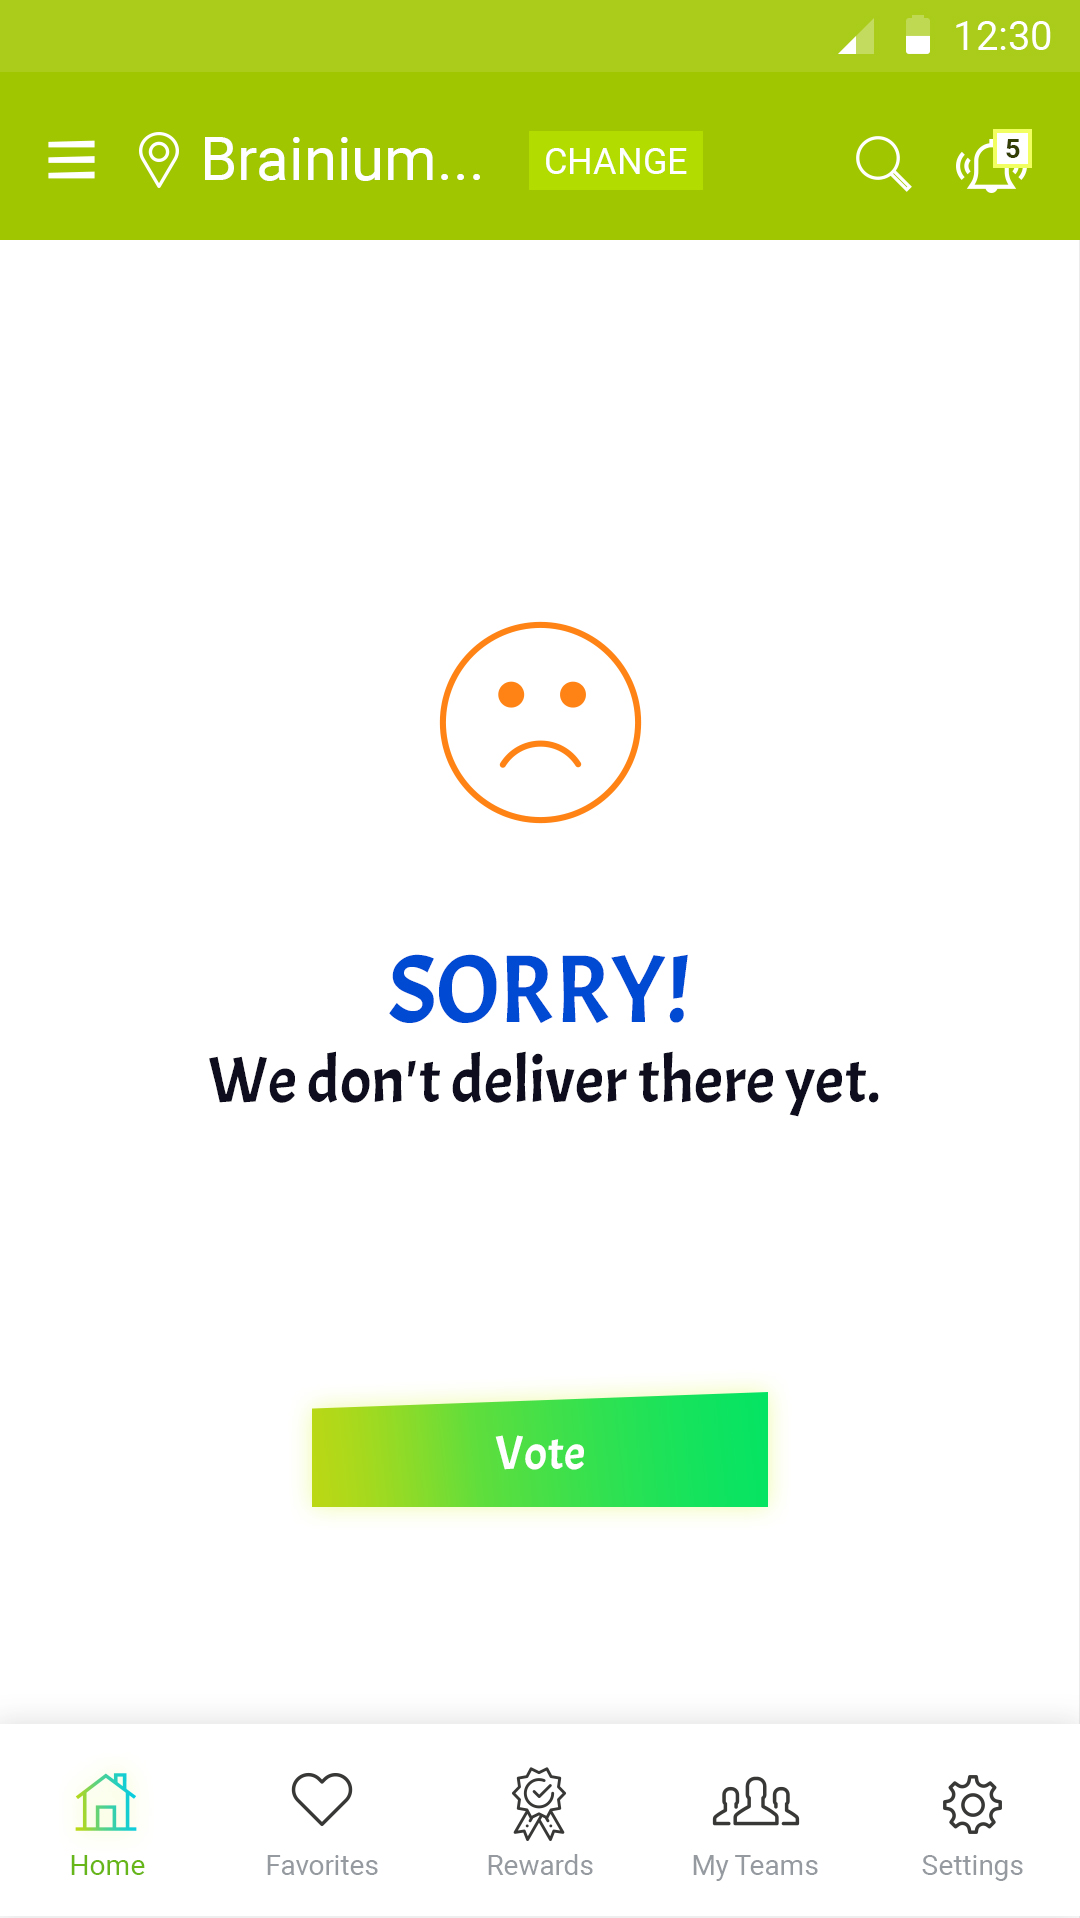 12:30
Brainium... CHANGE 5
SORRY!
We don't deliver there yet.
Vote
Home Favorites Rewards My Teams Settings